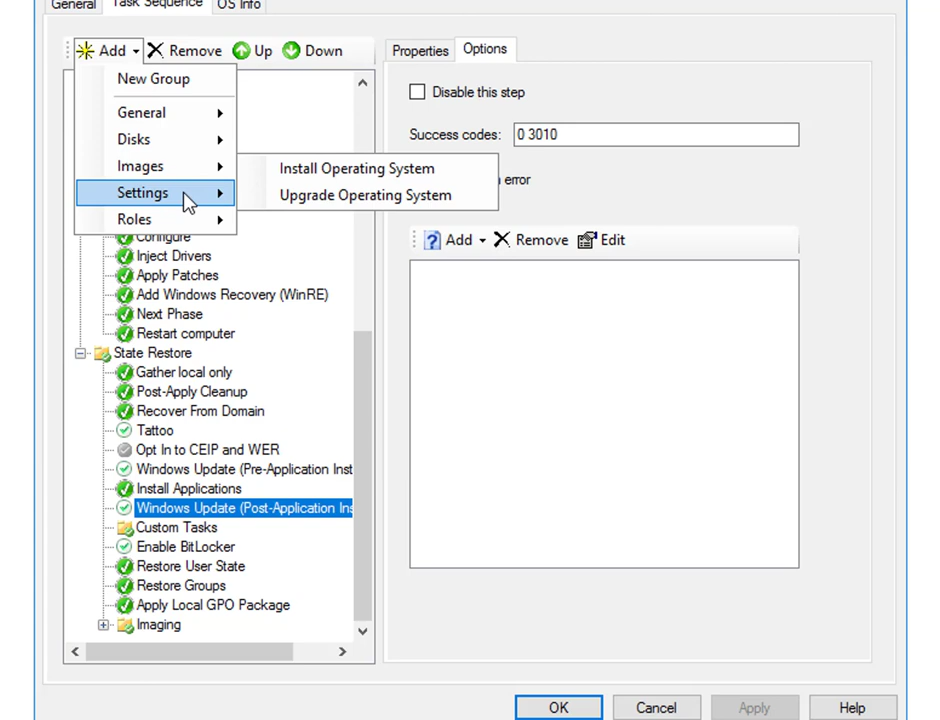 General Task Sequence OS Info
Add Remove Up Down
Properties Options
New Group
General
Disks
Images
Settings
Roles
Install Operating System
Upgrade Operating System
Disable this step
Success codes: 0 3010
error
Add Remove Edit
Configure
Inject Drivers
Apply Patches
Add Windows Recovery (WinRE)
Next Phase
Restart computer
State Restore
Gather local only
Post-Apply Cleanup
Recover From Domain
Tattoo
Opt In to CEIP and WER
Windows Update (Pre-Application Inst
Install Applications
Windows Update (Post-Application Ins
Custom Tasks
Enable BitLocker
Restore User State
Restore Groups
Apply Local GPO Package
Imaging
OK Cancel Apply Help